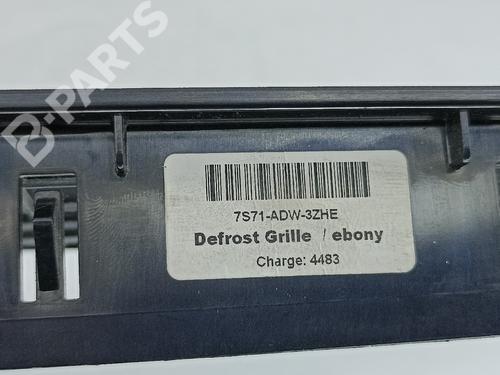 B-PARTS
7S71-ADW-3ZHE
Defrost Grille / ebony
Charge: 4483